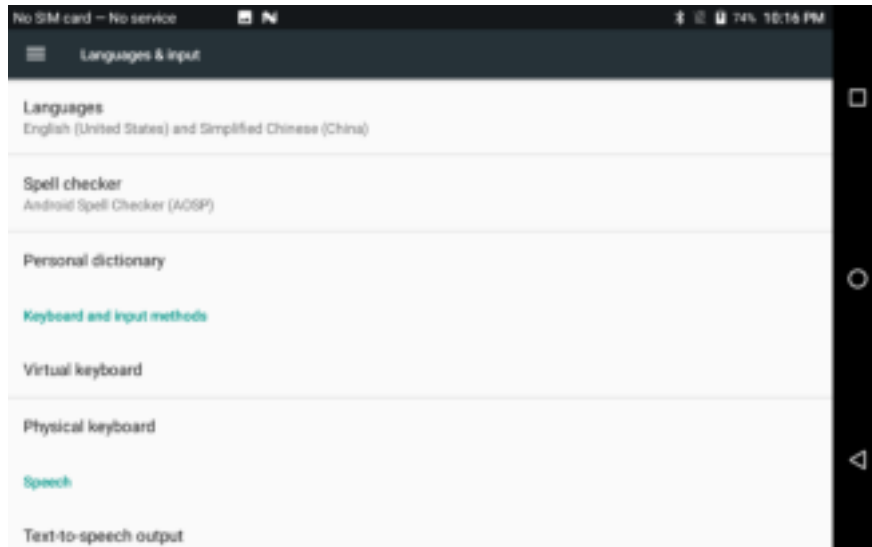 No SIM card — No service 74% 10:16 PM
Languages & input
Languages
English (United States) and Simplified Chinese (China)
Spell checker
Android Spell Checker (AOSP)
Personal dictionary
Keyboard and input methods
Virtual keyboard
Physical keyboard
Speech
Text-to-speech output